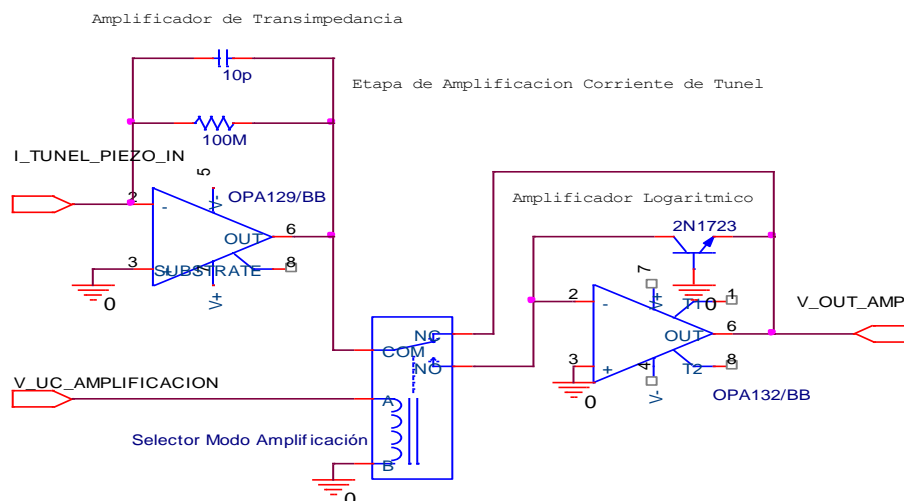 Amplificador de Transimpedancia
10p
Etapa de Amplificacion Corriente de Tunel
100M
I_TUNEL_PIEZO_IN
5
OPA129/BB
Amplificador Logaritmico
2
-
V-
2N1723
OUT
6
3
+
SUBSTRATE
8
7
V+
0
7
V+
T1
1
0
2
-
V_OUT_AMP
NC
OUT
6
COM
NO
3
+
T2
8
4
V-
0
OPA132/BB
V_UC_AMPLIFICACION
A
Selector Modo Amplificación
B
0